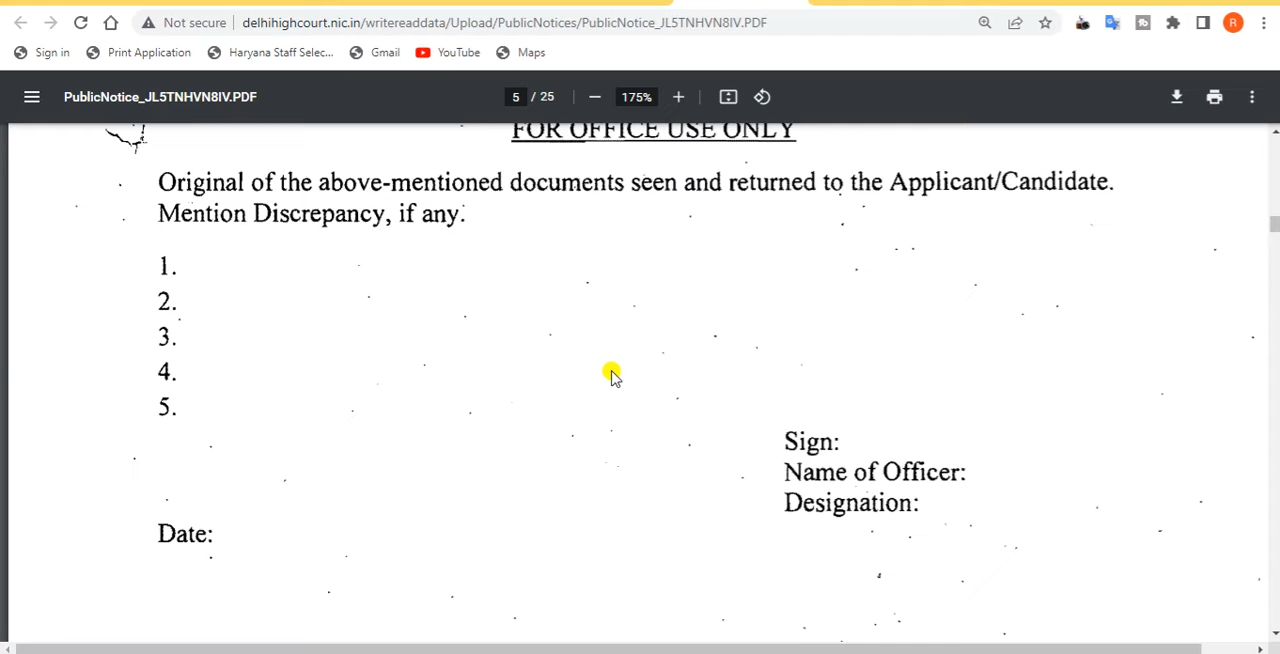 Not secure
delhihighcourt.nic.in/writereaddata/Upload/PublicNotices/PublicNotice_JL5TNHVN8IV.PDF
R
Sign in
Print Application
Haryana Staff Selec...
Gmail
YouTube
Maps
PublicNotice_JL5TNHVN8IV.PDF
5 / 25
175%
FOR OFFICE USE ONLY
Original of the above-mentioned documents seen and returned to the Applicant/Candidate.
Mention Discrepancy, if any:
1.
2.
3.
4.
5.
Sign:
Name of Officer:
Designation:
Date: